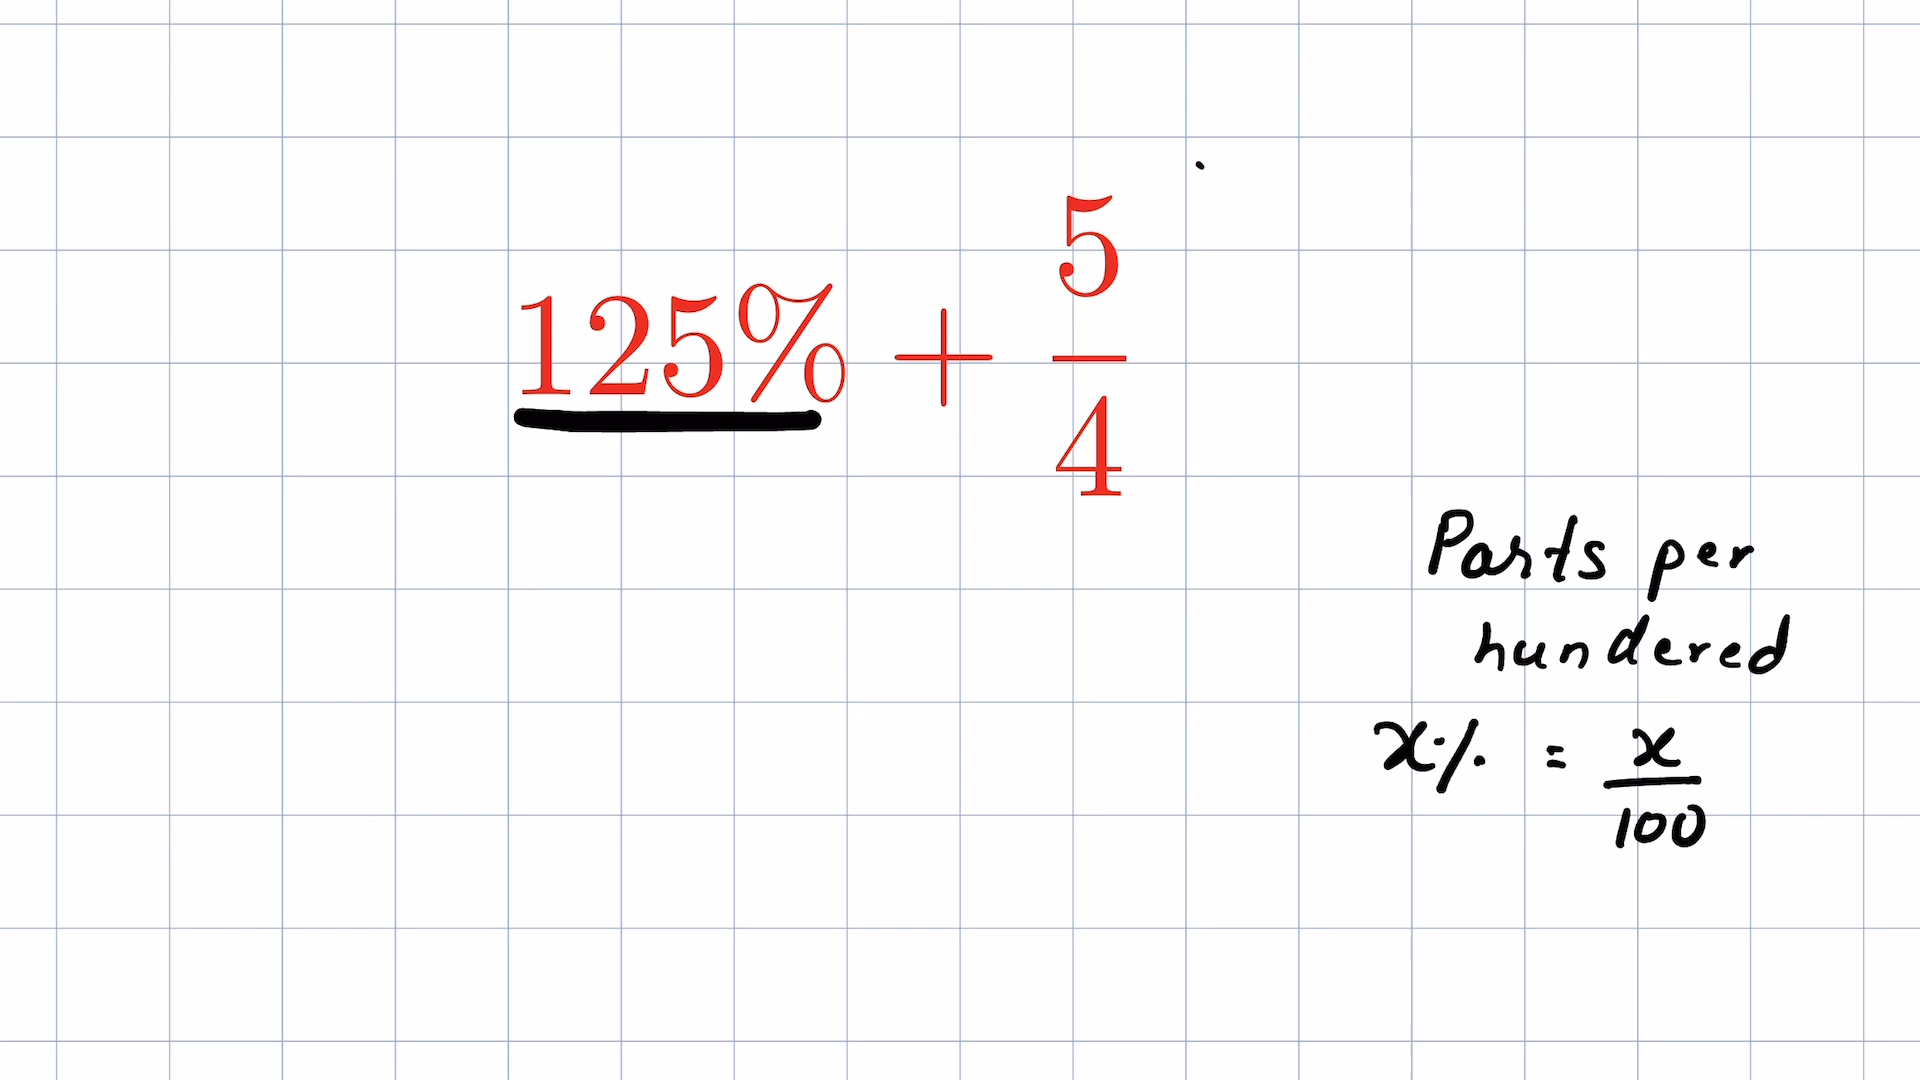 125% + 5/4
Parts per
hundered
x% = x/100